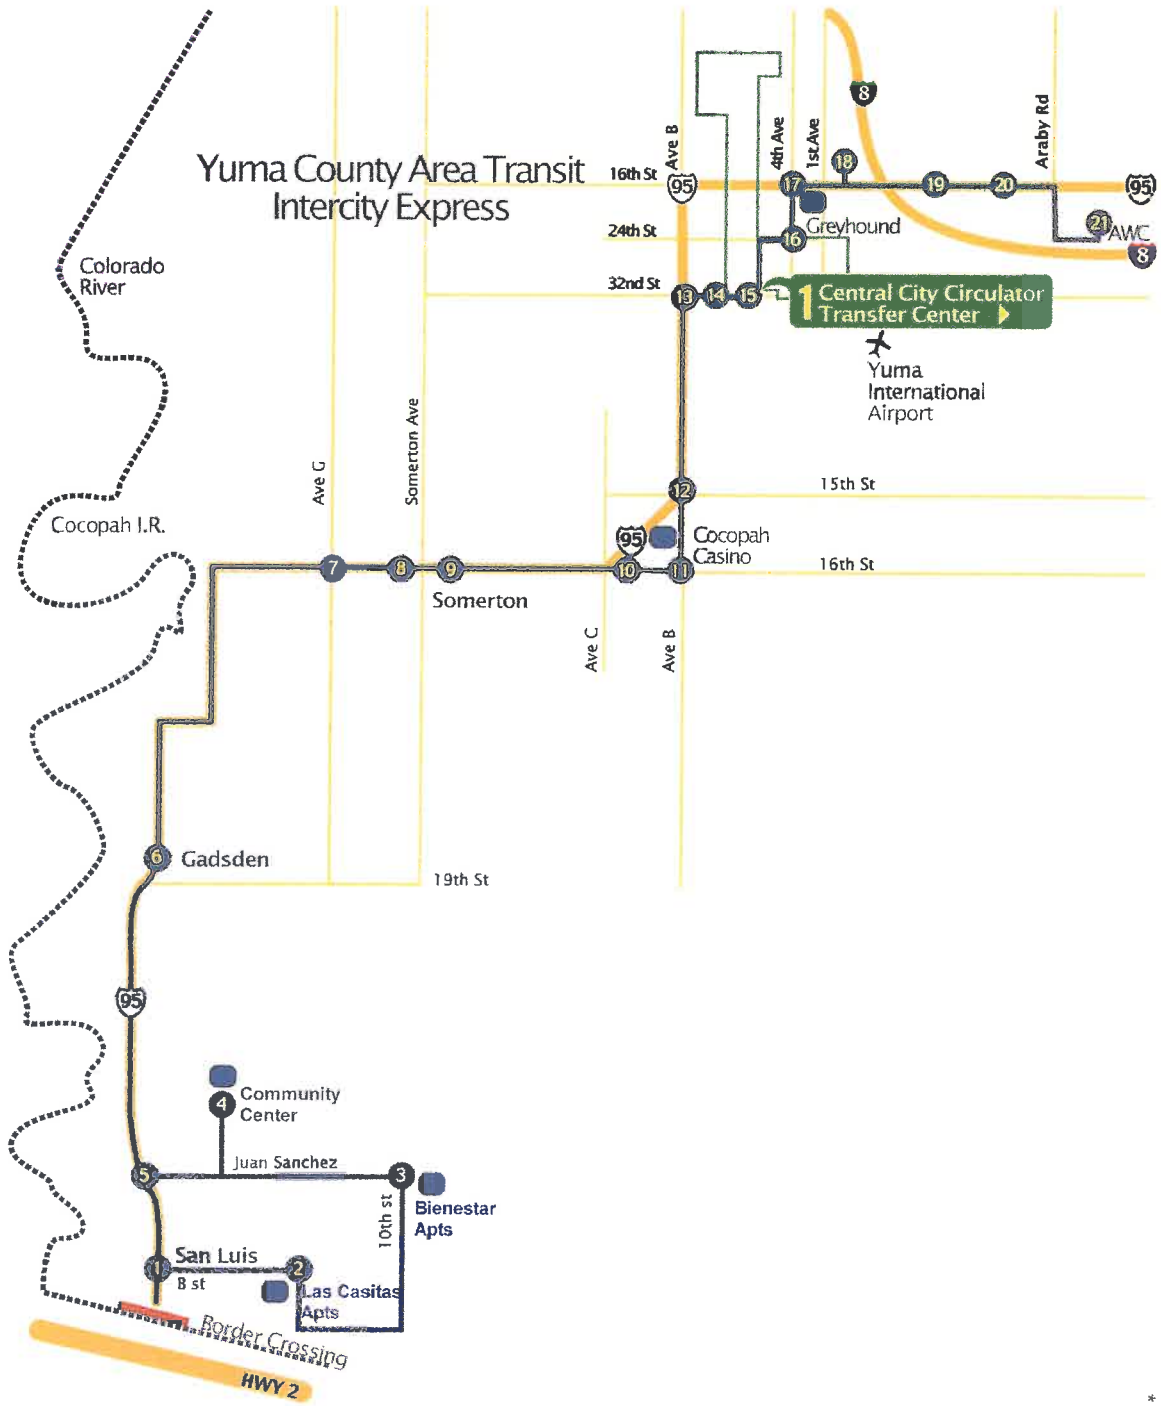 Yuma County Area Transit
Intercity Express
Colorado
River
Cocopah I.R.
Ave B
4th Ave
1st Ave
Araby Rd
8
16th St
95
17
18
19
20
95
21
AWC
8
Greyhound
24th St
16
32nd St
13
14
15
1
Central City Circulator
Transfer Center
Yuma
International
Airport
Ave G
Somerton Ave
12
15th St
95
Cocopah
Casino
7
8
9
10
11
16th St
Somerton
Ave C
Ave B
6
Gadsden
19th St
95
4
Community
Center
5
Juan Sanchez
3
10th st
Bienestar
Apts
1
San Luis
B st
2
Las Casitas
Apts
Border Crossing
HWY 2
*